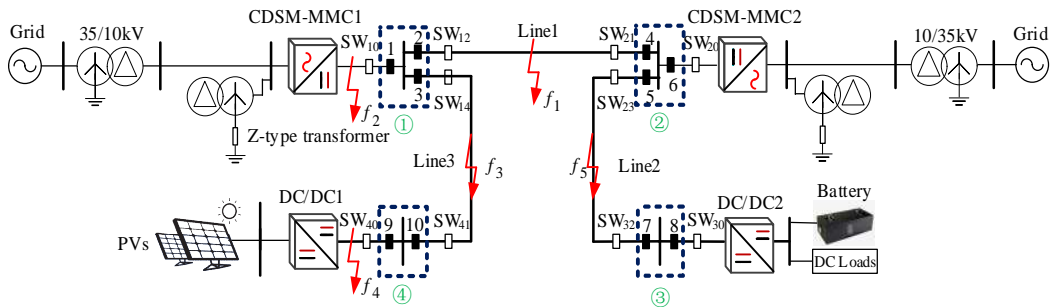 Grid
35/10kV
CDSM-MMC1
SW10
1
2
3
SW12
SW14
Line1
SW21
SW23
4
5
6
SW20
CDSM-MMC2
10/35kV
Grid
Z-type transformer
f2
①
f1
②
Line3
f3
f5
Line2
PVs
DC/DC1
SW40
9
10
SW41
f4
④
SW32
7
8
SW30
③
DC/DC2
Battery
DC Loads